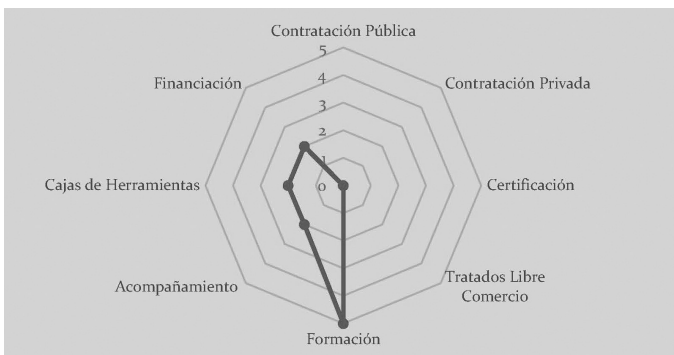 Contratación Pública
5
Financiación
4
Contratación Privada
3
2
1
Cajas de Herramientas
0
Certificación
Acompañamiento
Tratados Libre
Comercio
Formación